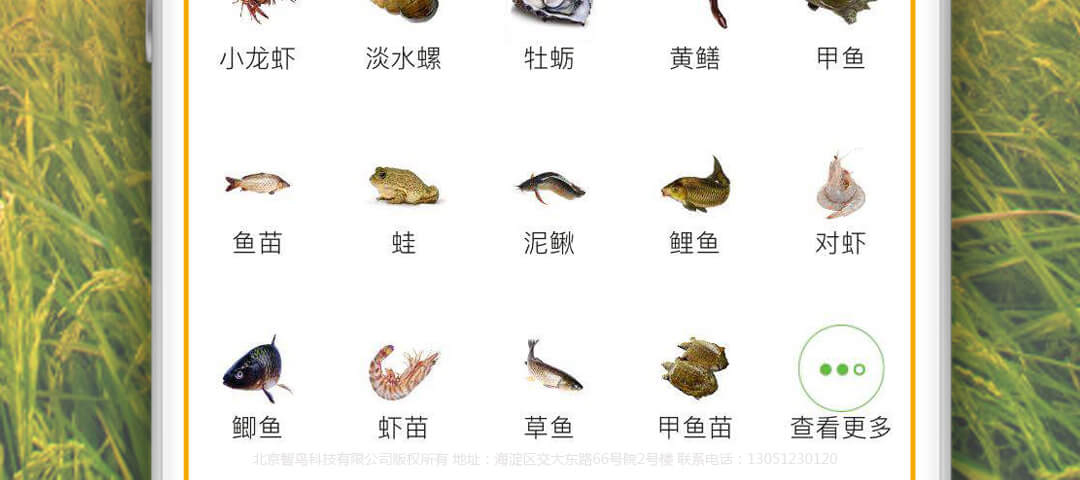 小龙虾 淡水螺 牡蛎 黄鳝 甲鱼
鱼苗 蛙 泥鳅 鲤鱼 对虾
鲫鱼 虾苗 草鱼 甲鱼苗 查看更多
北京智鸟科技有限公司版权所有 地址：海淀区交大东路66号院2号楼 联系电话：13051230120